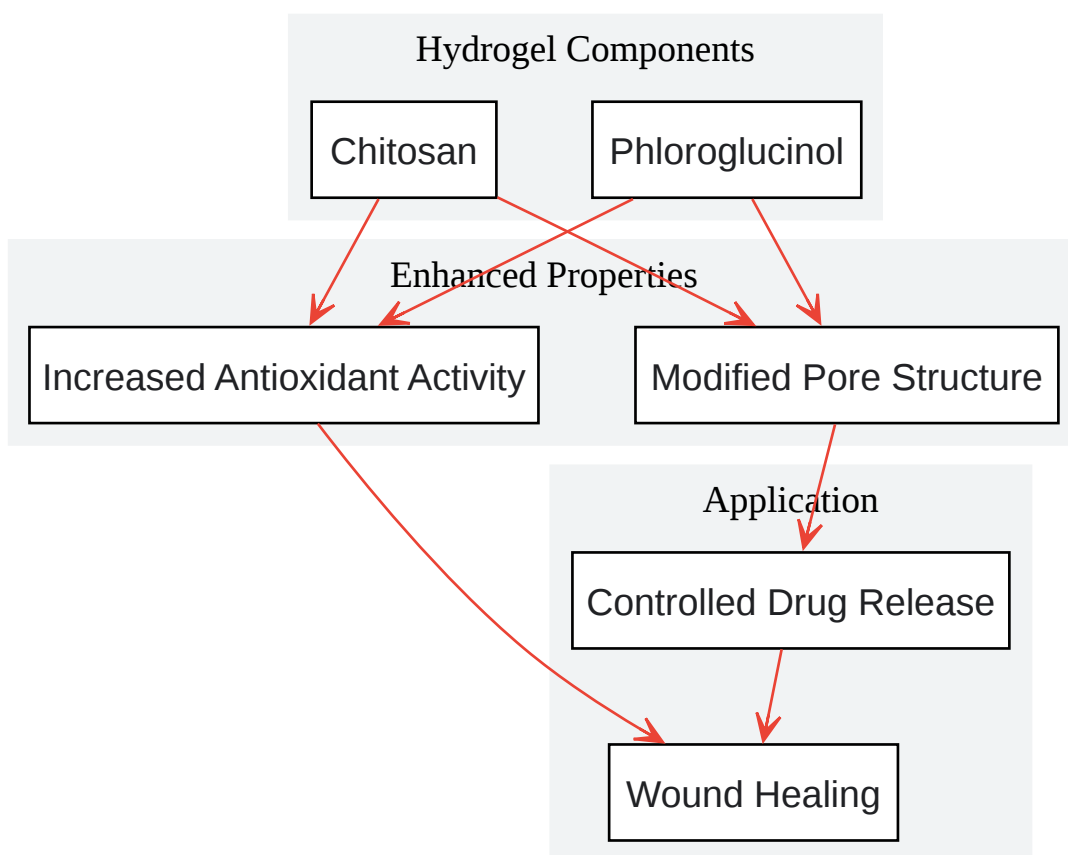 Hydrogel Components
Chitosan
Phloroglucinol
Enhanced Properties
Increased Antioxidant Activity
Modified Pore Structure
Application
Controlled Drug Release
Wound Healing